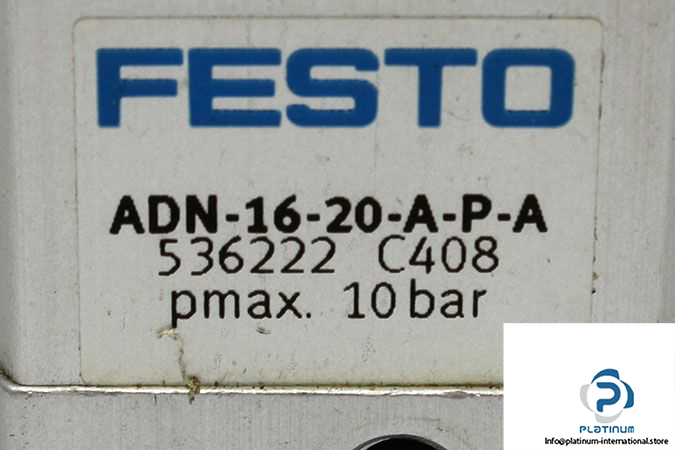 FESTO
ADN-16-20-A-P-A
536222 C408
pmax. 10 bar
P
PLATINUM
Info@platinum-international.store